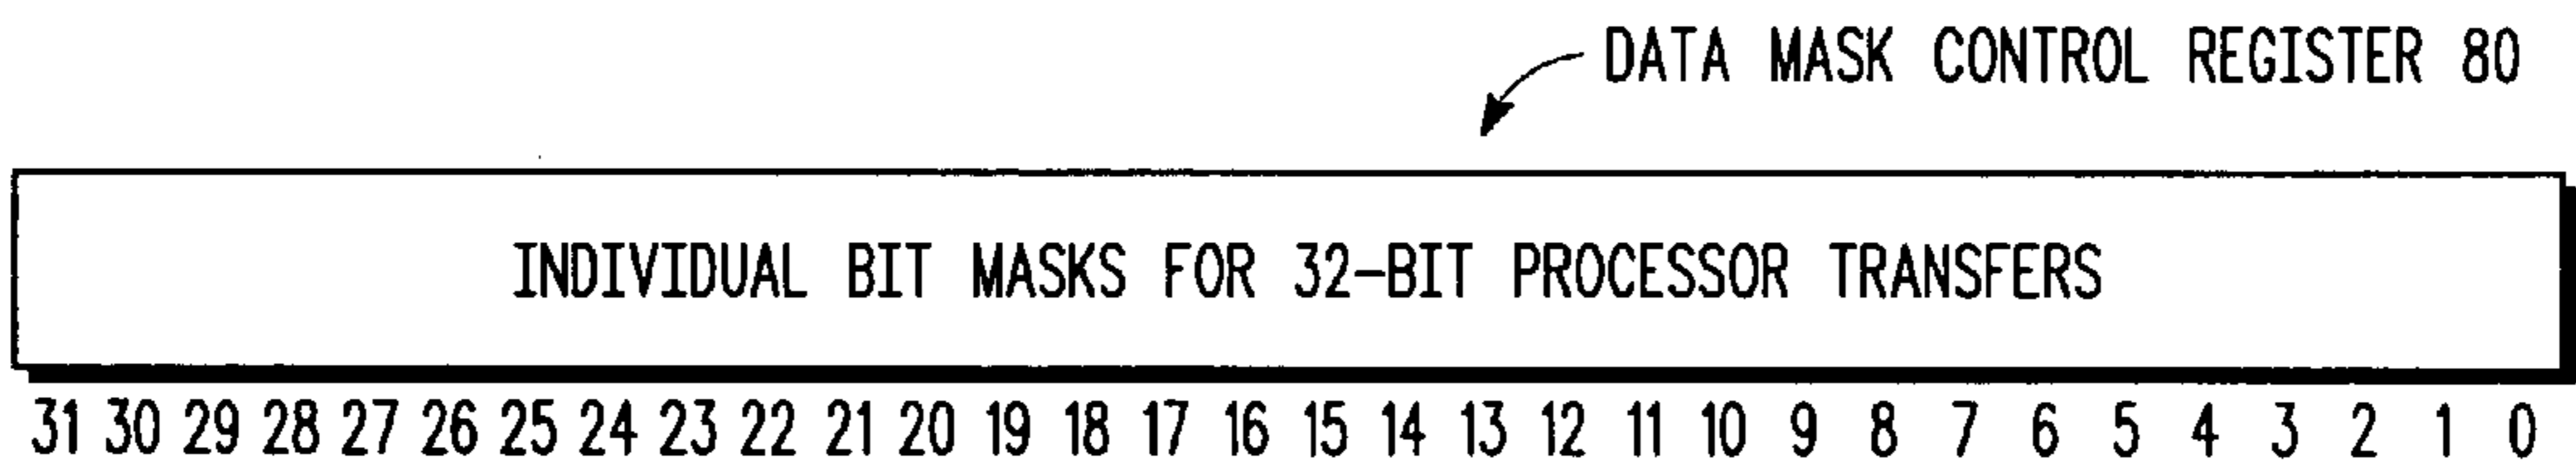 DATA MASK CONTROL REGISTER 80
INDIVIDUAL BIT MASKS FOR 32-BIT PROCESSOR TRANSFERS
31 30 29 28 27 26 25 24 23 22 21 20 19 18 17 16 15 14 13 12 11 10 9 8 7 6 5 4 3 2 1 0